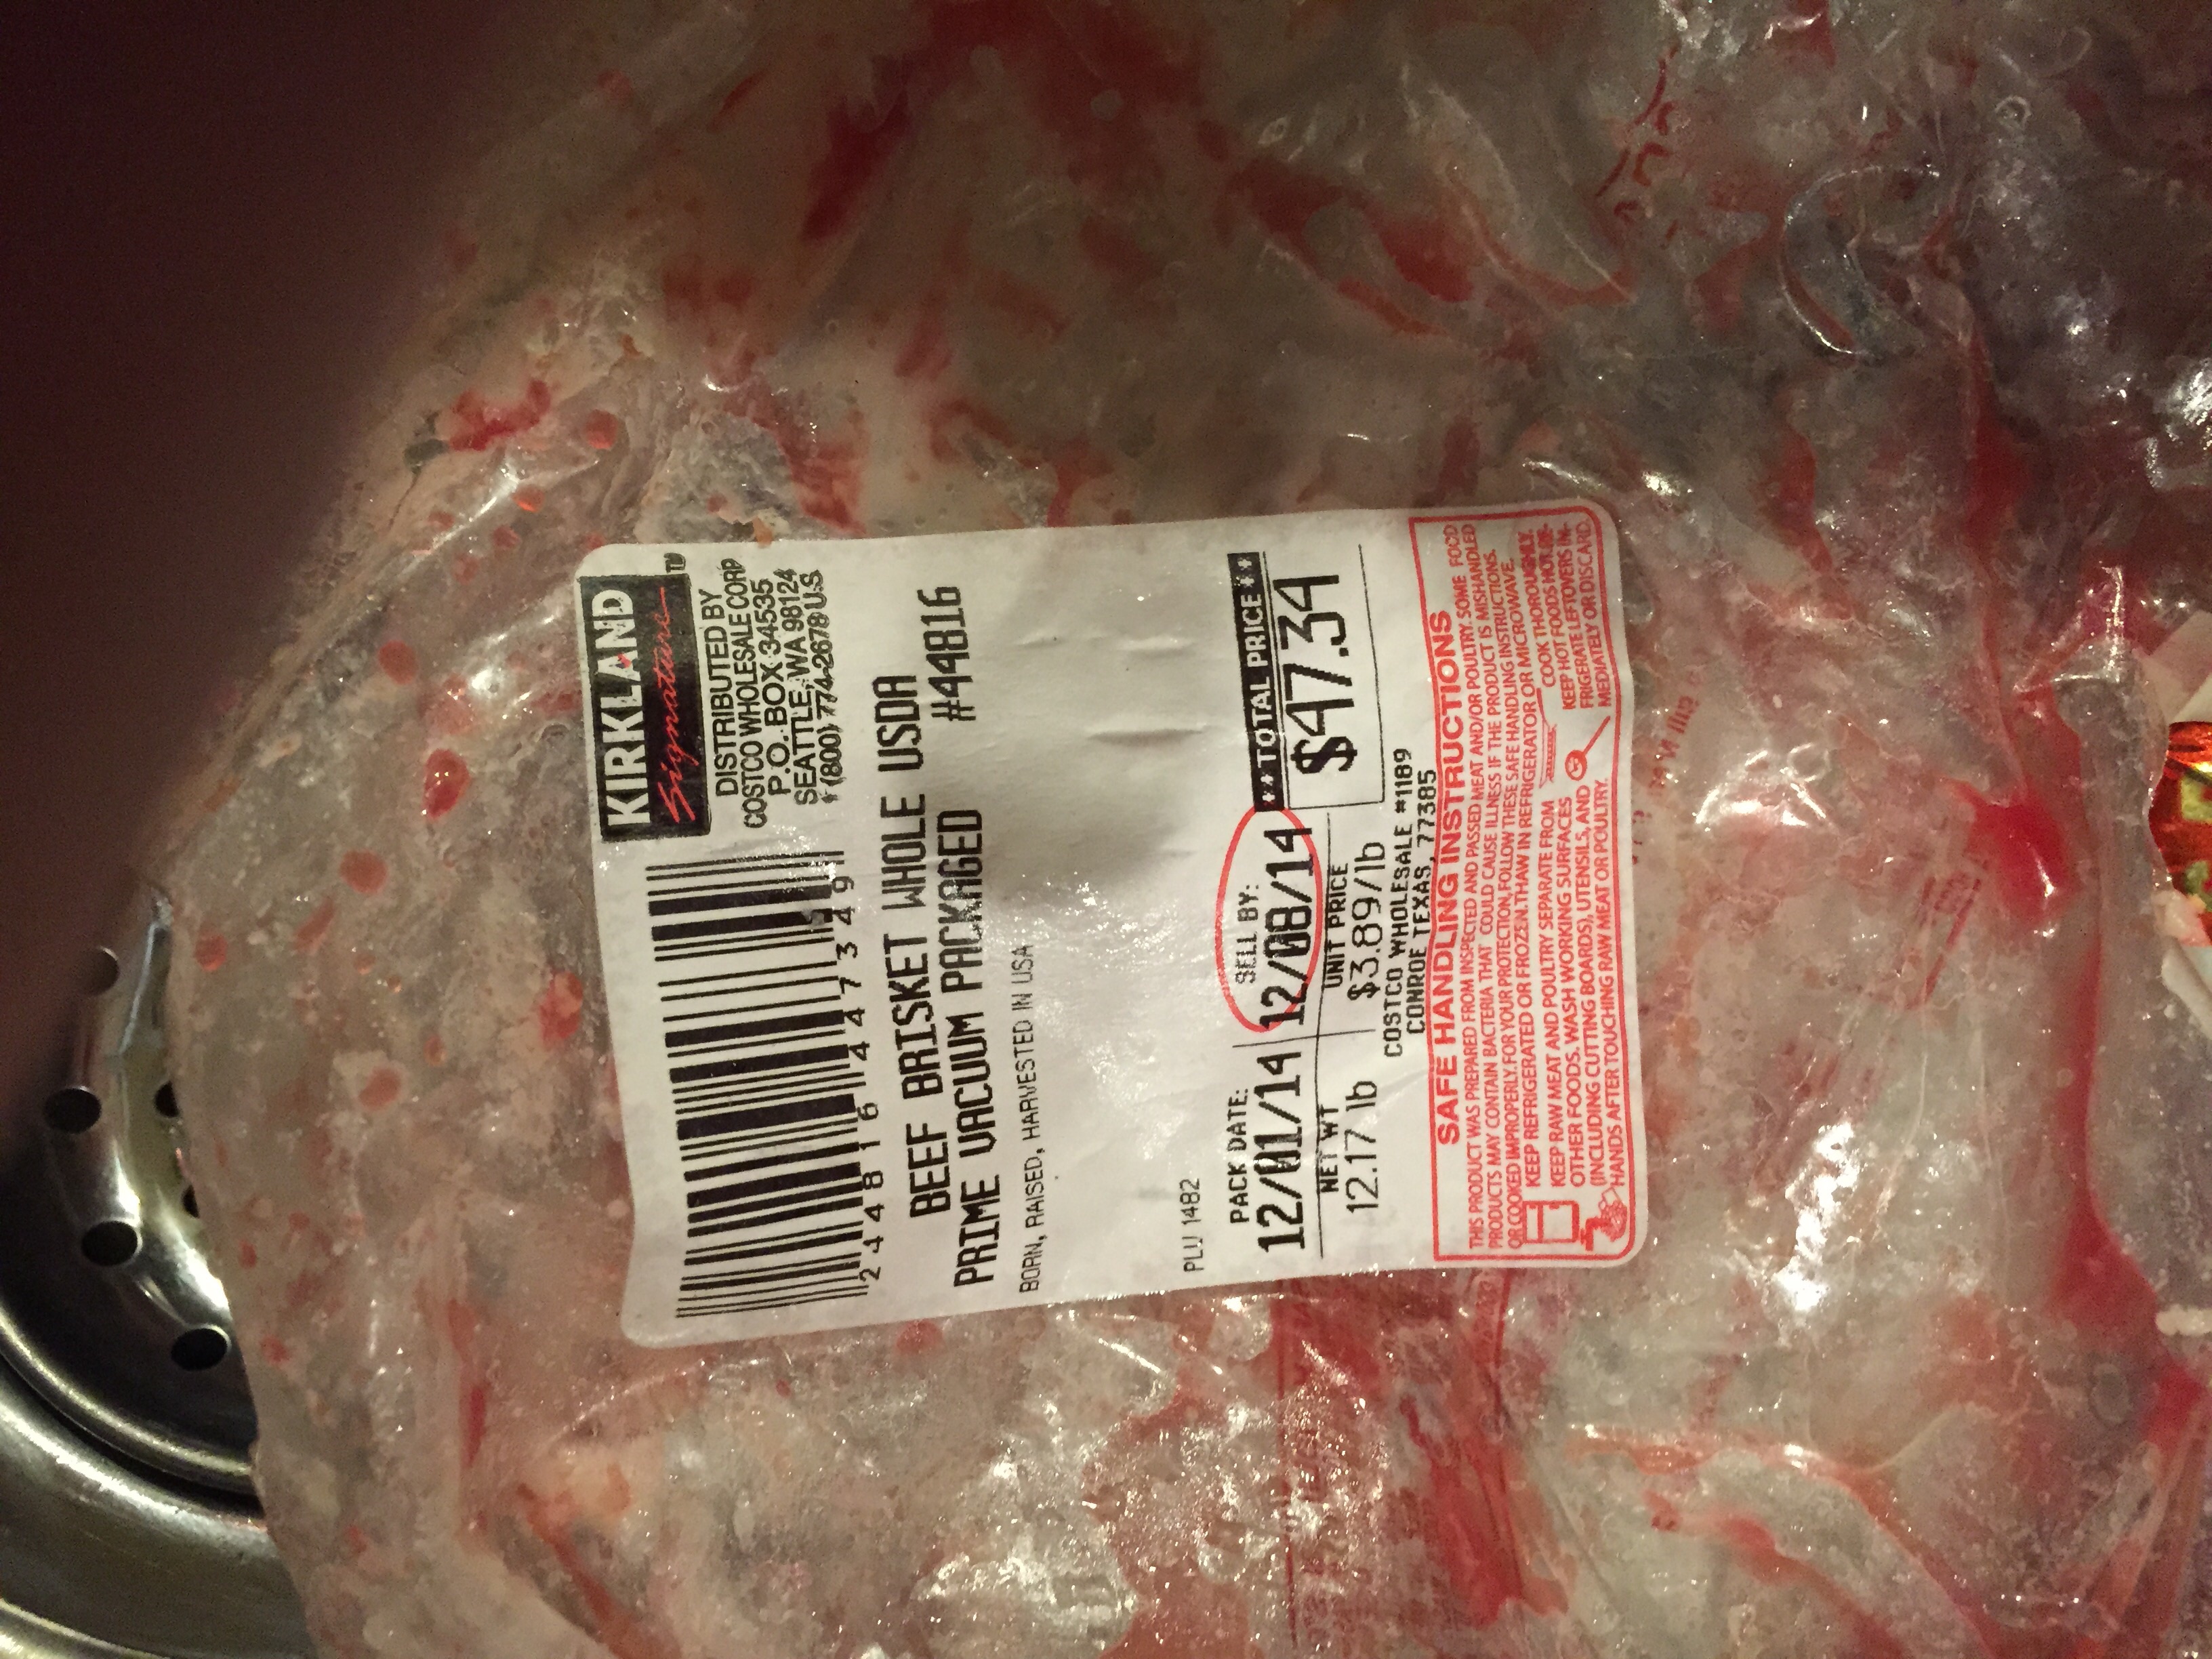 KIRKLAND
Signature
TM
DISTRIBUTED BY
COSTCO WHOLESALE CORP
P.O. BOX 34535
SEATTLE, WA 98124
(800) 774-2678 US
2 44816 44734 9
BEEF BRISKET WHOLE USDA
PRIME VACUUM PACKAGED #44816
BORN, RAISED, HARVESTED IN USA
PLU 1482
PACK DATE: SELL BY: **TOTAL PRICE**
12/01/14 12/08/14 $47.34
NET WT UNIT PRICE
12.17 lb $3.89/lb
COSTCO WHOLESALE #1189
CONROE TEXAS, 77385
SAFE HANDLING INSTRUCTIONS
THIS PRODUCT WAS PREPARED FROM INSPECTED AND PASSED MEAT AND/OR POULTRY. SOME FOOD
PRODUCTS MAY CONTAIN BACTERIA THAT COULD CAUSE ILLNESS IF THE PRODUCT IS MISHANDLED
OR COOKED IMPROPERLY. FOR YOUR PROTECTION, FOLLOW THESE SAFE HANDLING INSTRUCTIONS.
KEEP REFRIGERATED OR FROZEN. THAW IN REFRIGERATOR OR MICROWAVE.
KEEP RAW MEAT AND POULTRY SEPARATE FROM
OTHER FOODS. WASH WORKING SURFACES
(INCLUDING CUTTING BOARDS), UTENSILS, AND
HANDS AFTER TOUCHING RAW MEAT OR POULTRY.
COOK THOROUGHLY.
KEEP HOT FOODS HOT. RE-
FRIGERATE LEFTOVERS IM-
MEDIATELY OR DISCARD.